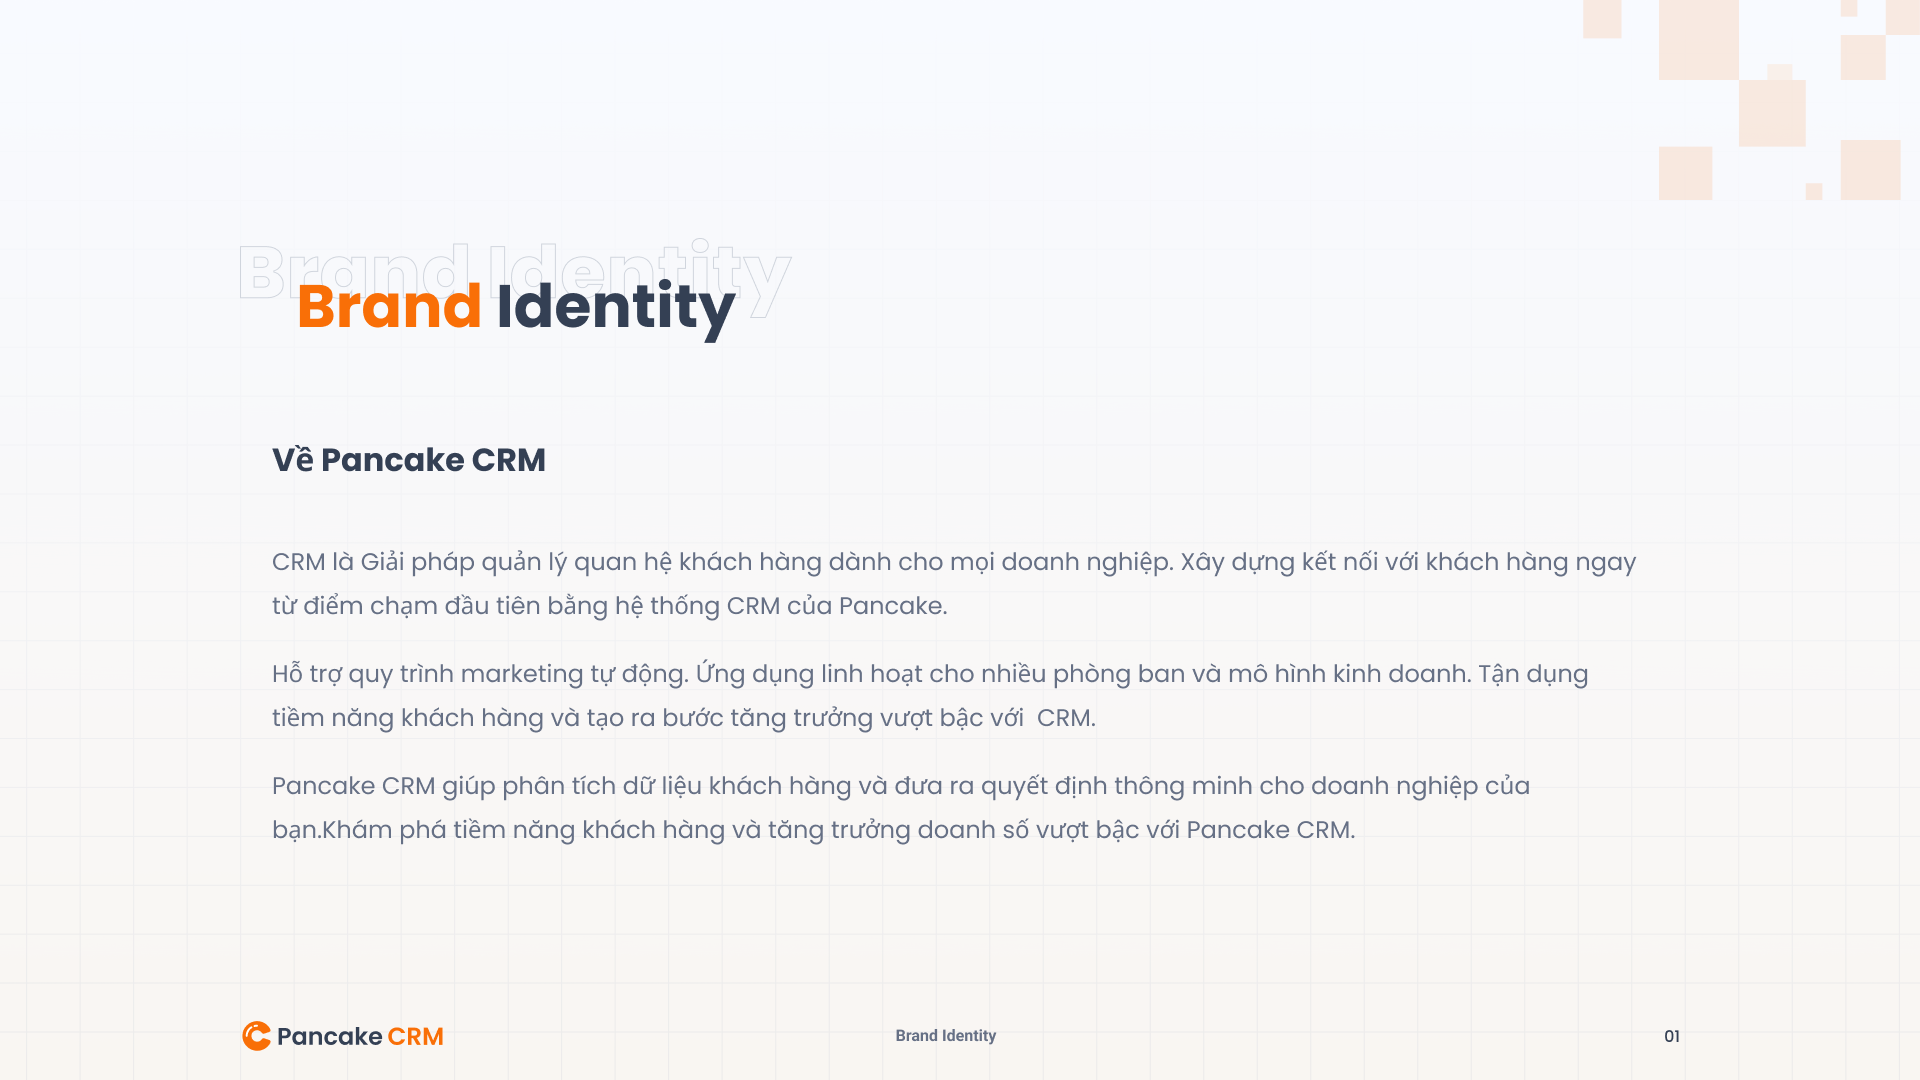 Brand Identity
Brand Identity
Về Pancake CRM
CRM là Giải pháp quản lý quan hệ khách hàng dành cho mọi doanh nghiệp. Xây dựng kết nối với khách hàng ngay
từ điểm chạm đầu tiên bằng hệ thống CRM của Pancake.
Hỗ trợ quy trình marketing tự động. Ứng dụng linh hoạt cho nhiều phòng ban và mô hình kinh doanh. Tận dụng
tiềm năng khách hàng và tạo ra bước tăng trưởng vượt bậc với  CRM.
Pancake CRM giúp phân tích dữ liệu khách hàng và đưa ra quyết định thông minh cho doanh nghiệp của
bạn.Khám phá tiềm năng khách hàng và tăng trưởng doanh số vượt bậc với Pancake CRM.
Pancake CRM
Brand Identity
01